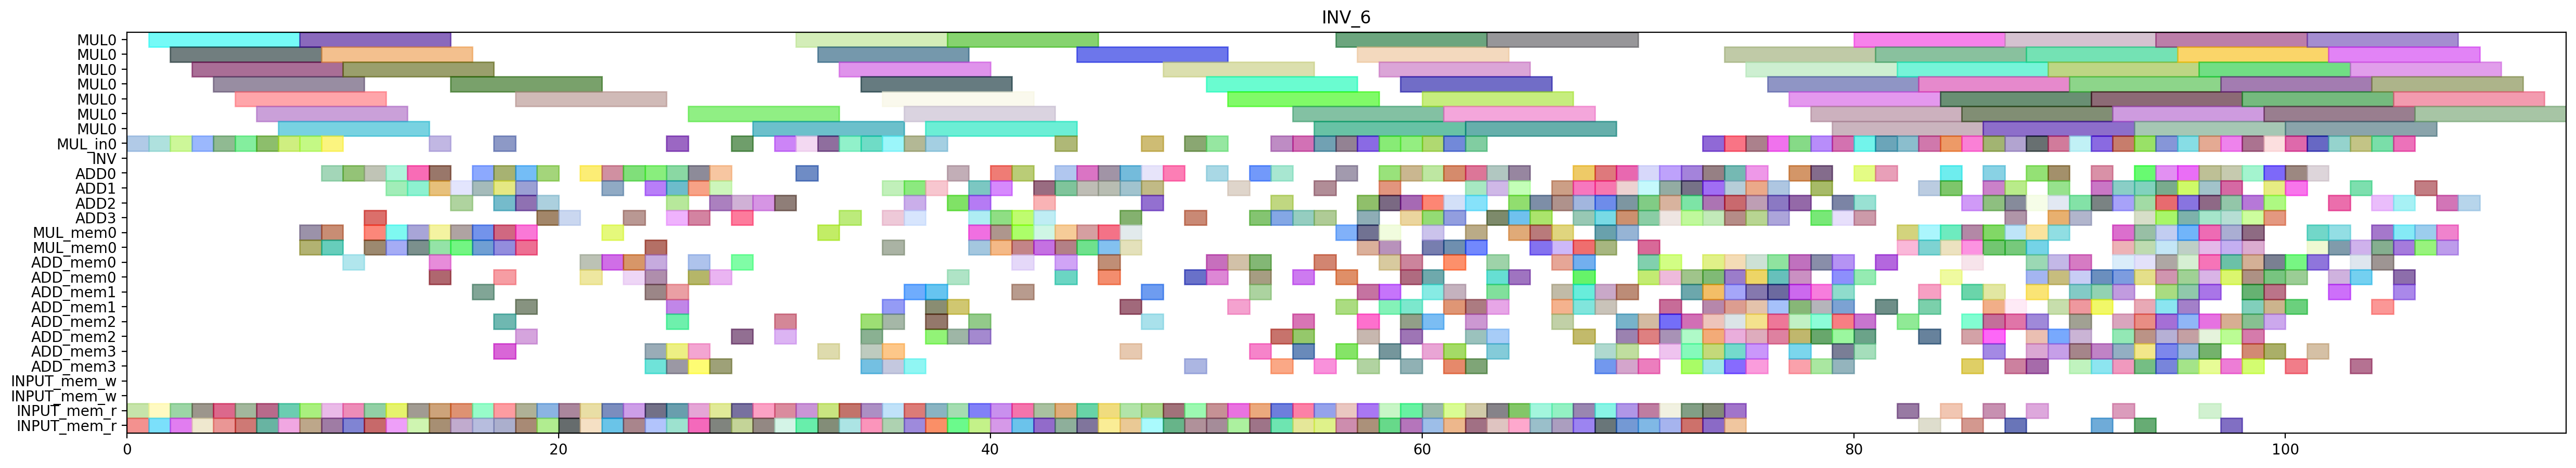 INV_6
MUL0
MUL0
MUL0
MUL0
MUL0
MUL0
MUL0
MUL_in0
INV
ADD0
ADD1
ADD2
ADD3
MUL_mem0
MUL_mem0
ADD_mem0
ADD_mem0
ADD_mem1
ADD_mem1
ADD_mem2
ADD_mem2
ADD_mem3
ADD_mem3
INPUT_mem_w
INPUT_mem_w
INPUT_mem_r
INPUT_mem_r
0 20 40 60 80 100